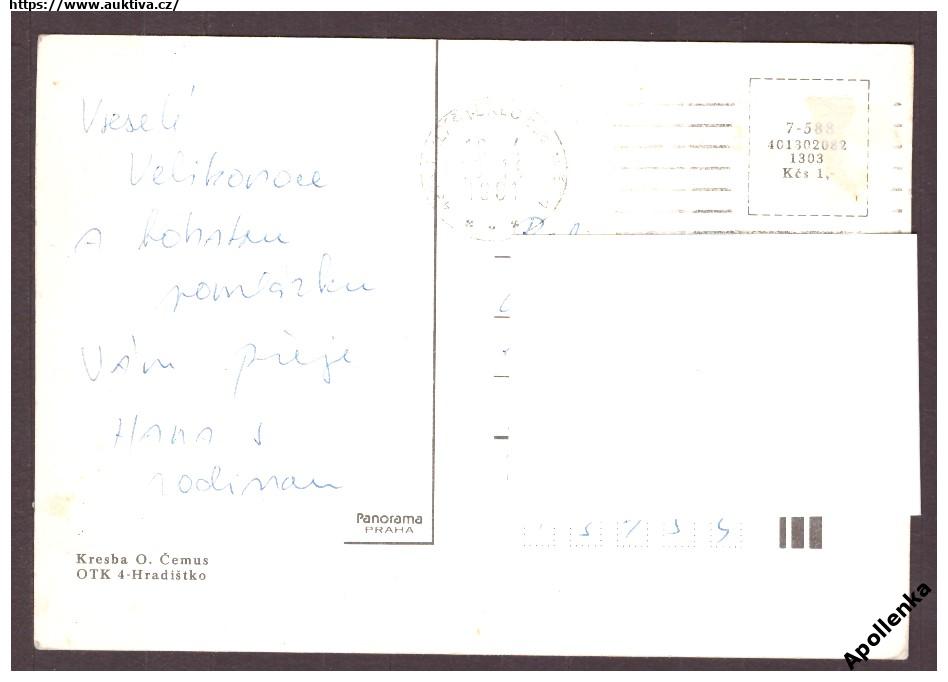 https://www.auktiva.cz/
Veselé
Velikonoce
a bohatou
pomlázku
Vám přeje
Hana s
rodinou
7-588
401302082
1303
Kčs 1,-
Panorama
PRAHA
Kresba O. Čemus
OTK 4-Hradištko
Apollenka